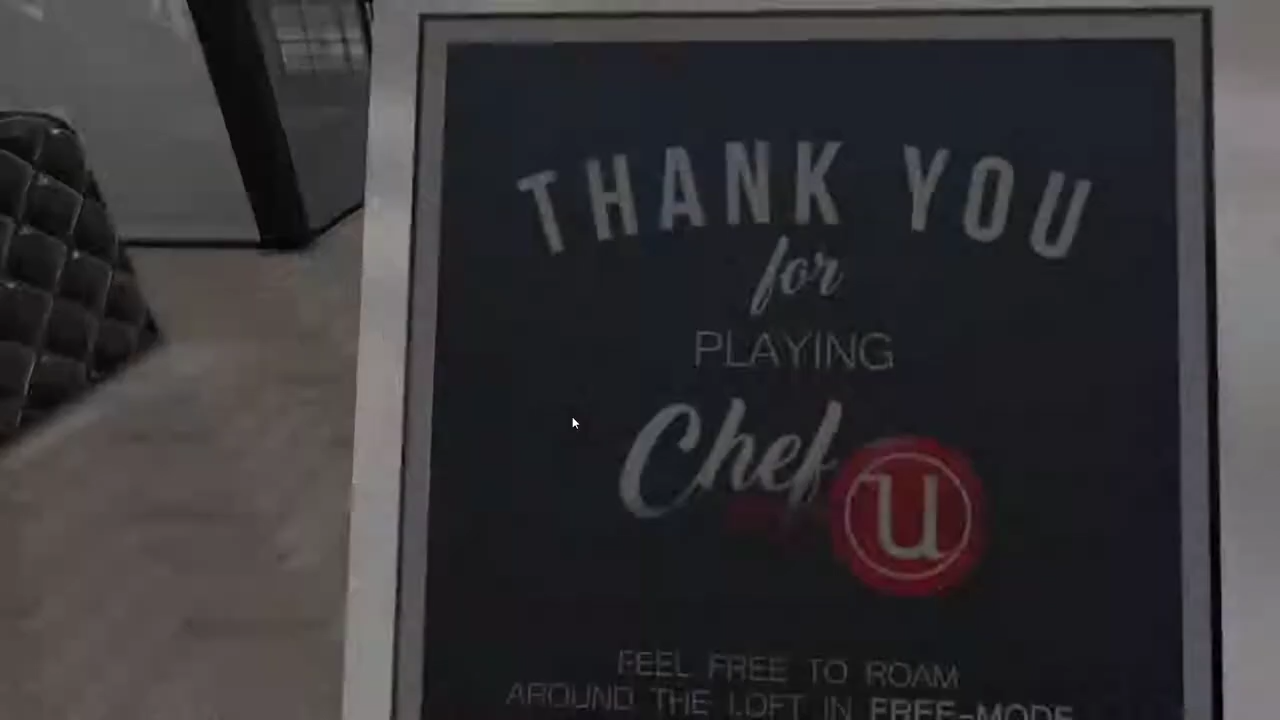 THANK YOU
for
PLAYING
Chef
U
FEEL FREE TO ROAM
AROUND THE LOFT IN FREE-MODE